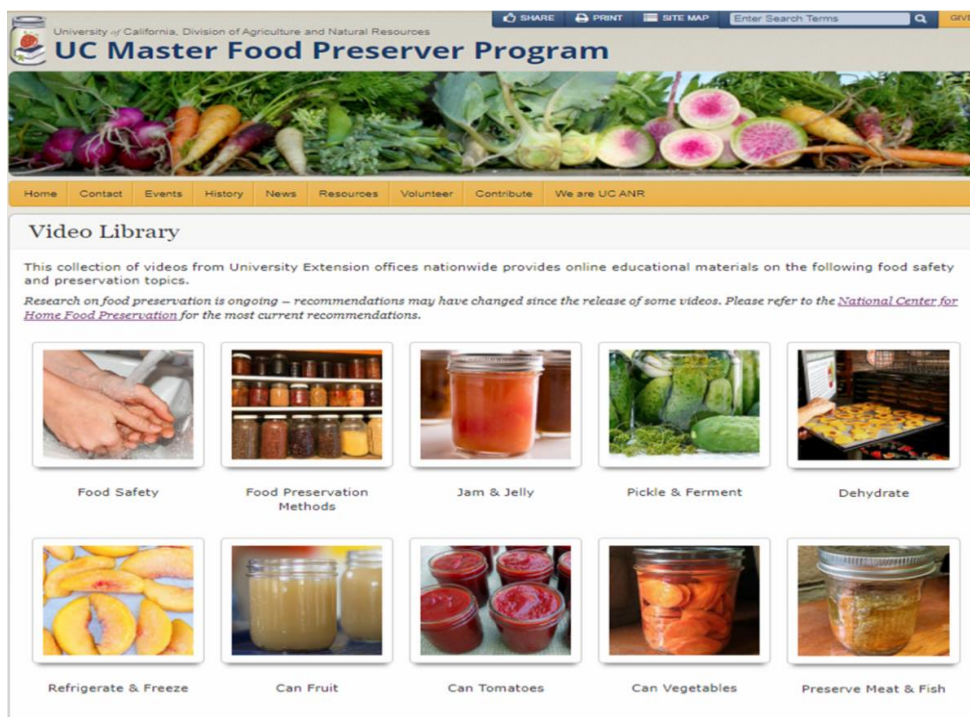 SHARE PRINT SITE MAP Enter Search Terms GIV
University of California, Division of Agriculture and Natural Resources
UC Master Food Preserver Program
Home Contact Events History News Resources Volunteer Contribute We are UC ANR
Video Library
This collection of videos from University Extension offices nationwide provides online educational materials on the following food safety
and preservation topics.
Research on food preservation is ongoing – recommendations may have changed since the release of some videos. Please refer to the National Center for
Home Food Preservation for the most current recommendations.
Food Safety
Food Preservation
Methods
Jam & Jelly
Pickle & Ferment
Dehydrate
Refrigerate & Freeze
Can Fruit
Can Tomatoes
Can Vegetables
Preserve Meat & Fish